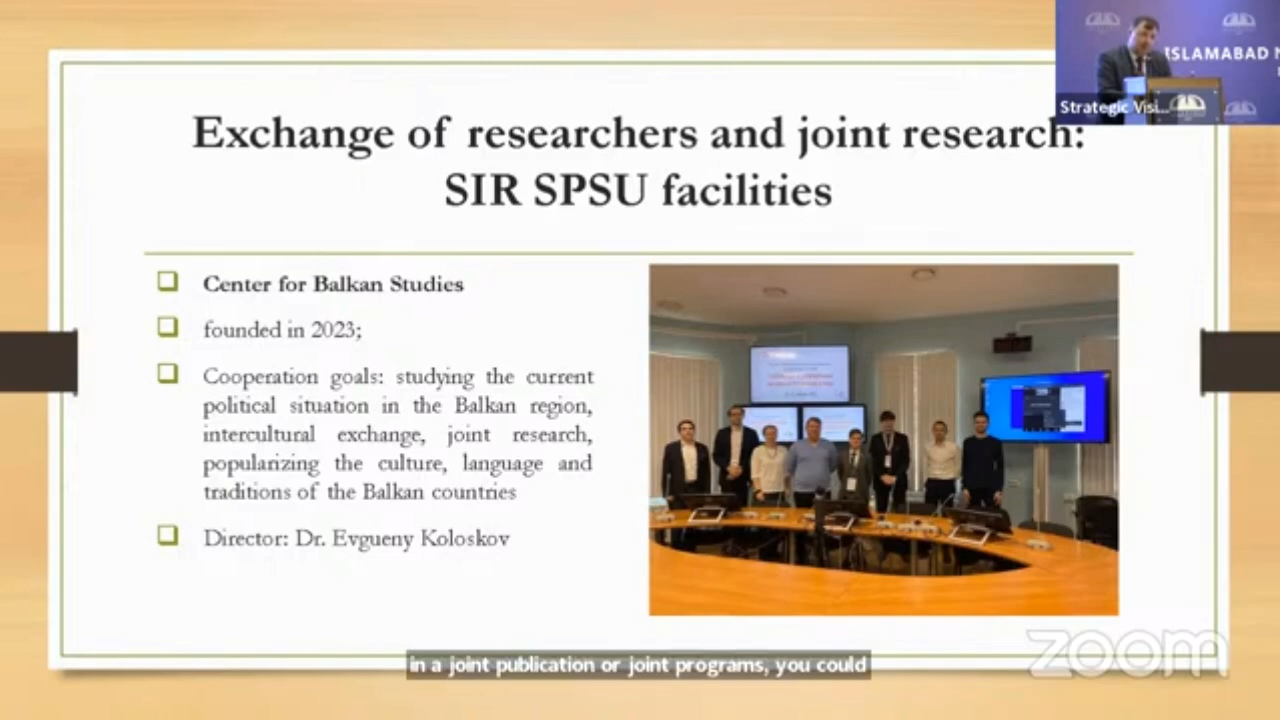 ISLAMABAD
Strategic Visi...
Exchange of researchers and joint research:
SIR SPSU facilities
Center for Balkan Studies
founded in 2023;
Cooperation goals: studying the current
political situation in the Balkan region,
intercultural exchange, joint research,
popularizing the culture, language and
traditions of the Balkan countries
Director: Dr. Evgueny Koloskov
in a joint publication or joint programs, you could
zoom